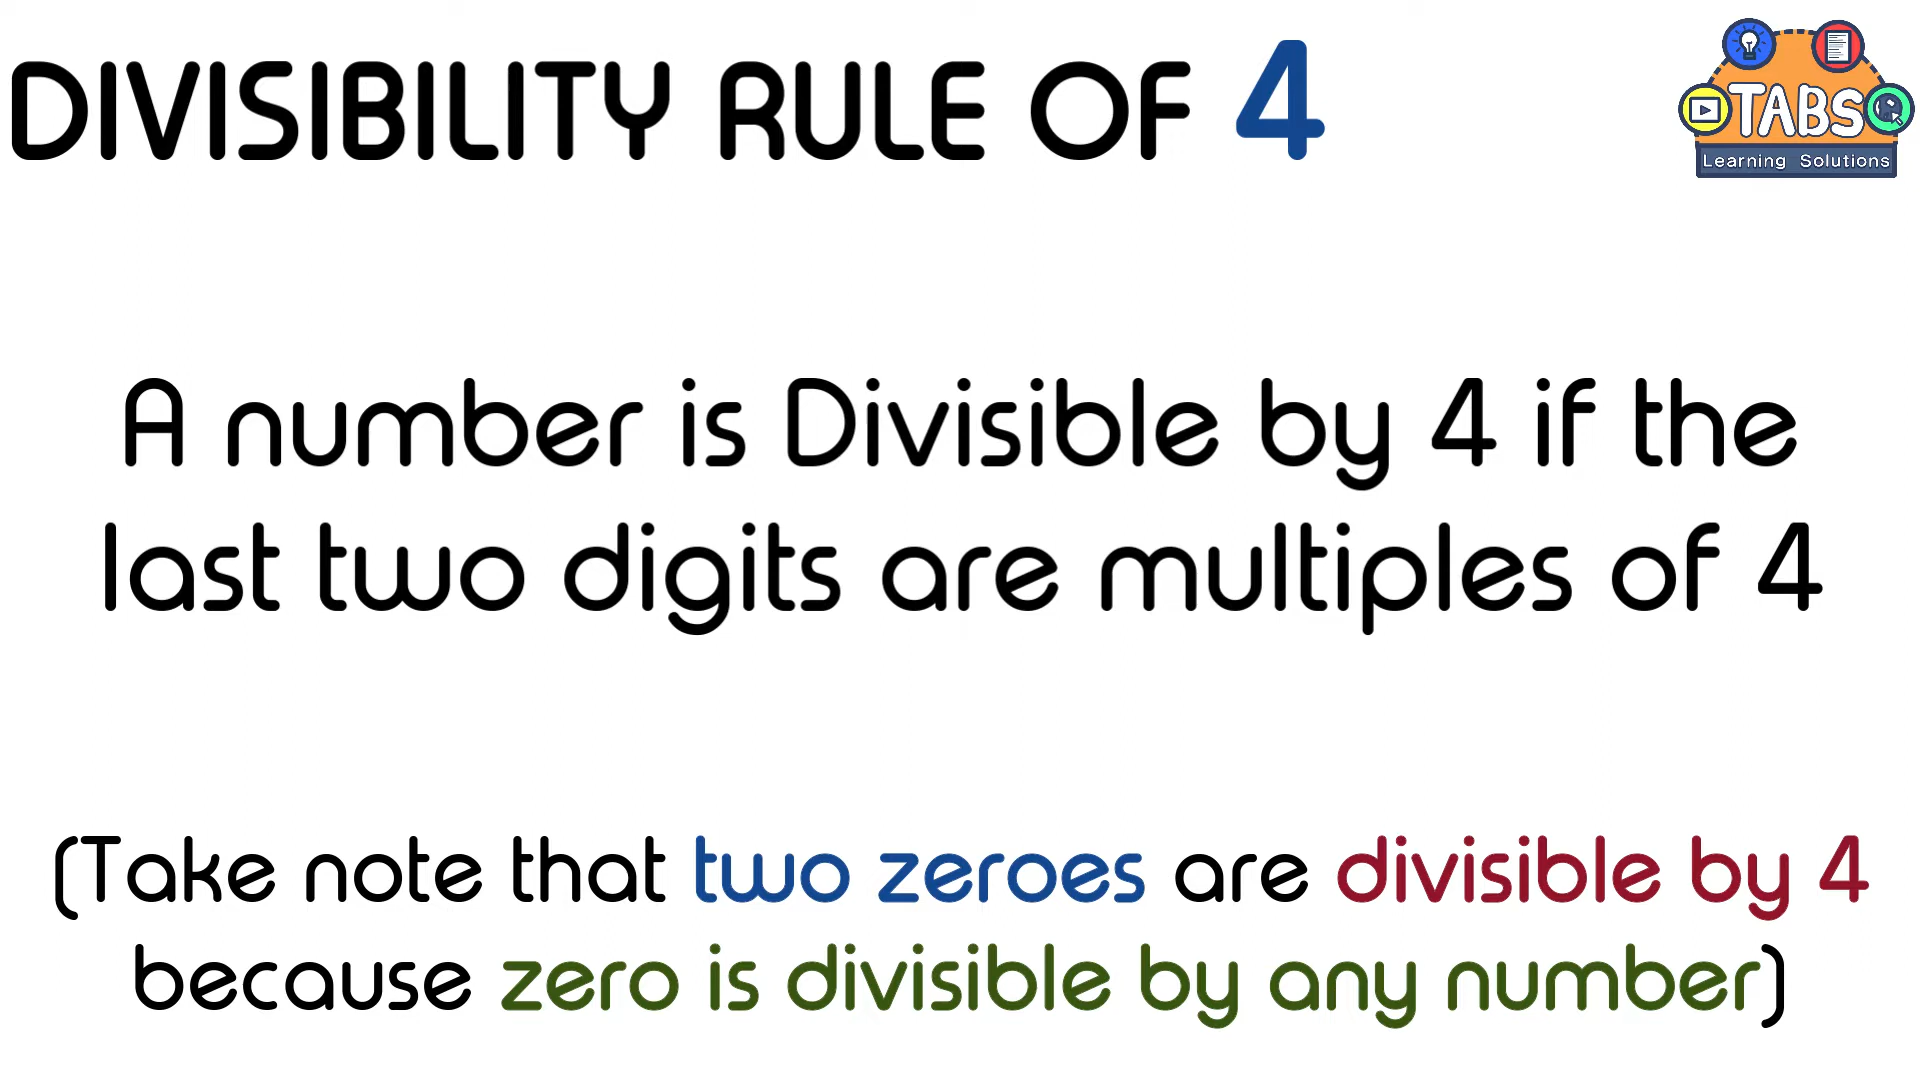 DIVISIBILITY RULE OF 4
TABS
Learning Solutions
A number is Divisible by 4 if the
last two digits are multiples of 4
(Take note that two zeroes are divisible by 4
because zero is divisible by any number)